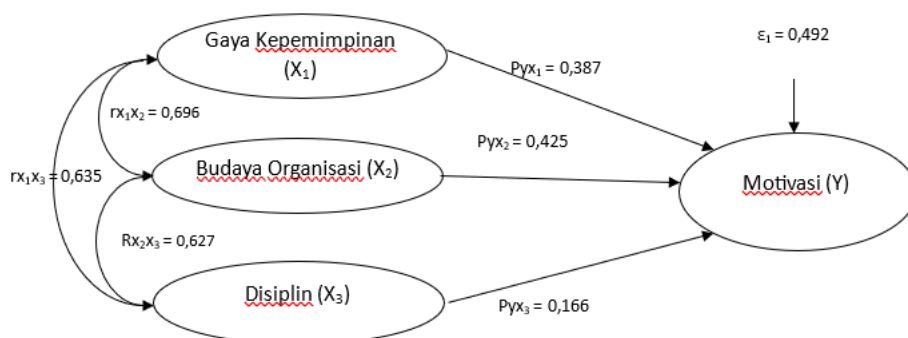 Gaya Kepemimpinan
(X₁)
ε₁ = 0,492
Pyx₁ = 0,387
rx₁x₂ = 0,696
Pyx₂ = 0,425
Budaya Organisasi (X₂)
rx₁x₃ = 0,635
Motivasi (Y)
Rx₂x₃ = 0,627
Disiplin (X₃)
Pyx₃ = 0,166